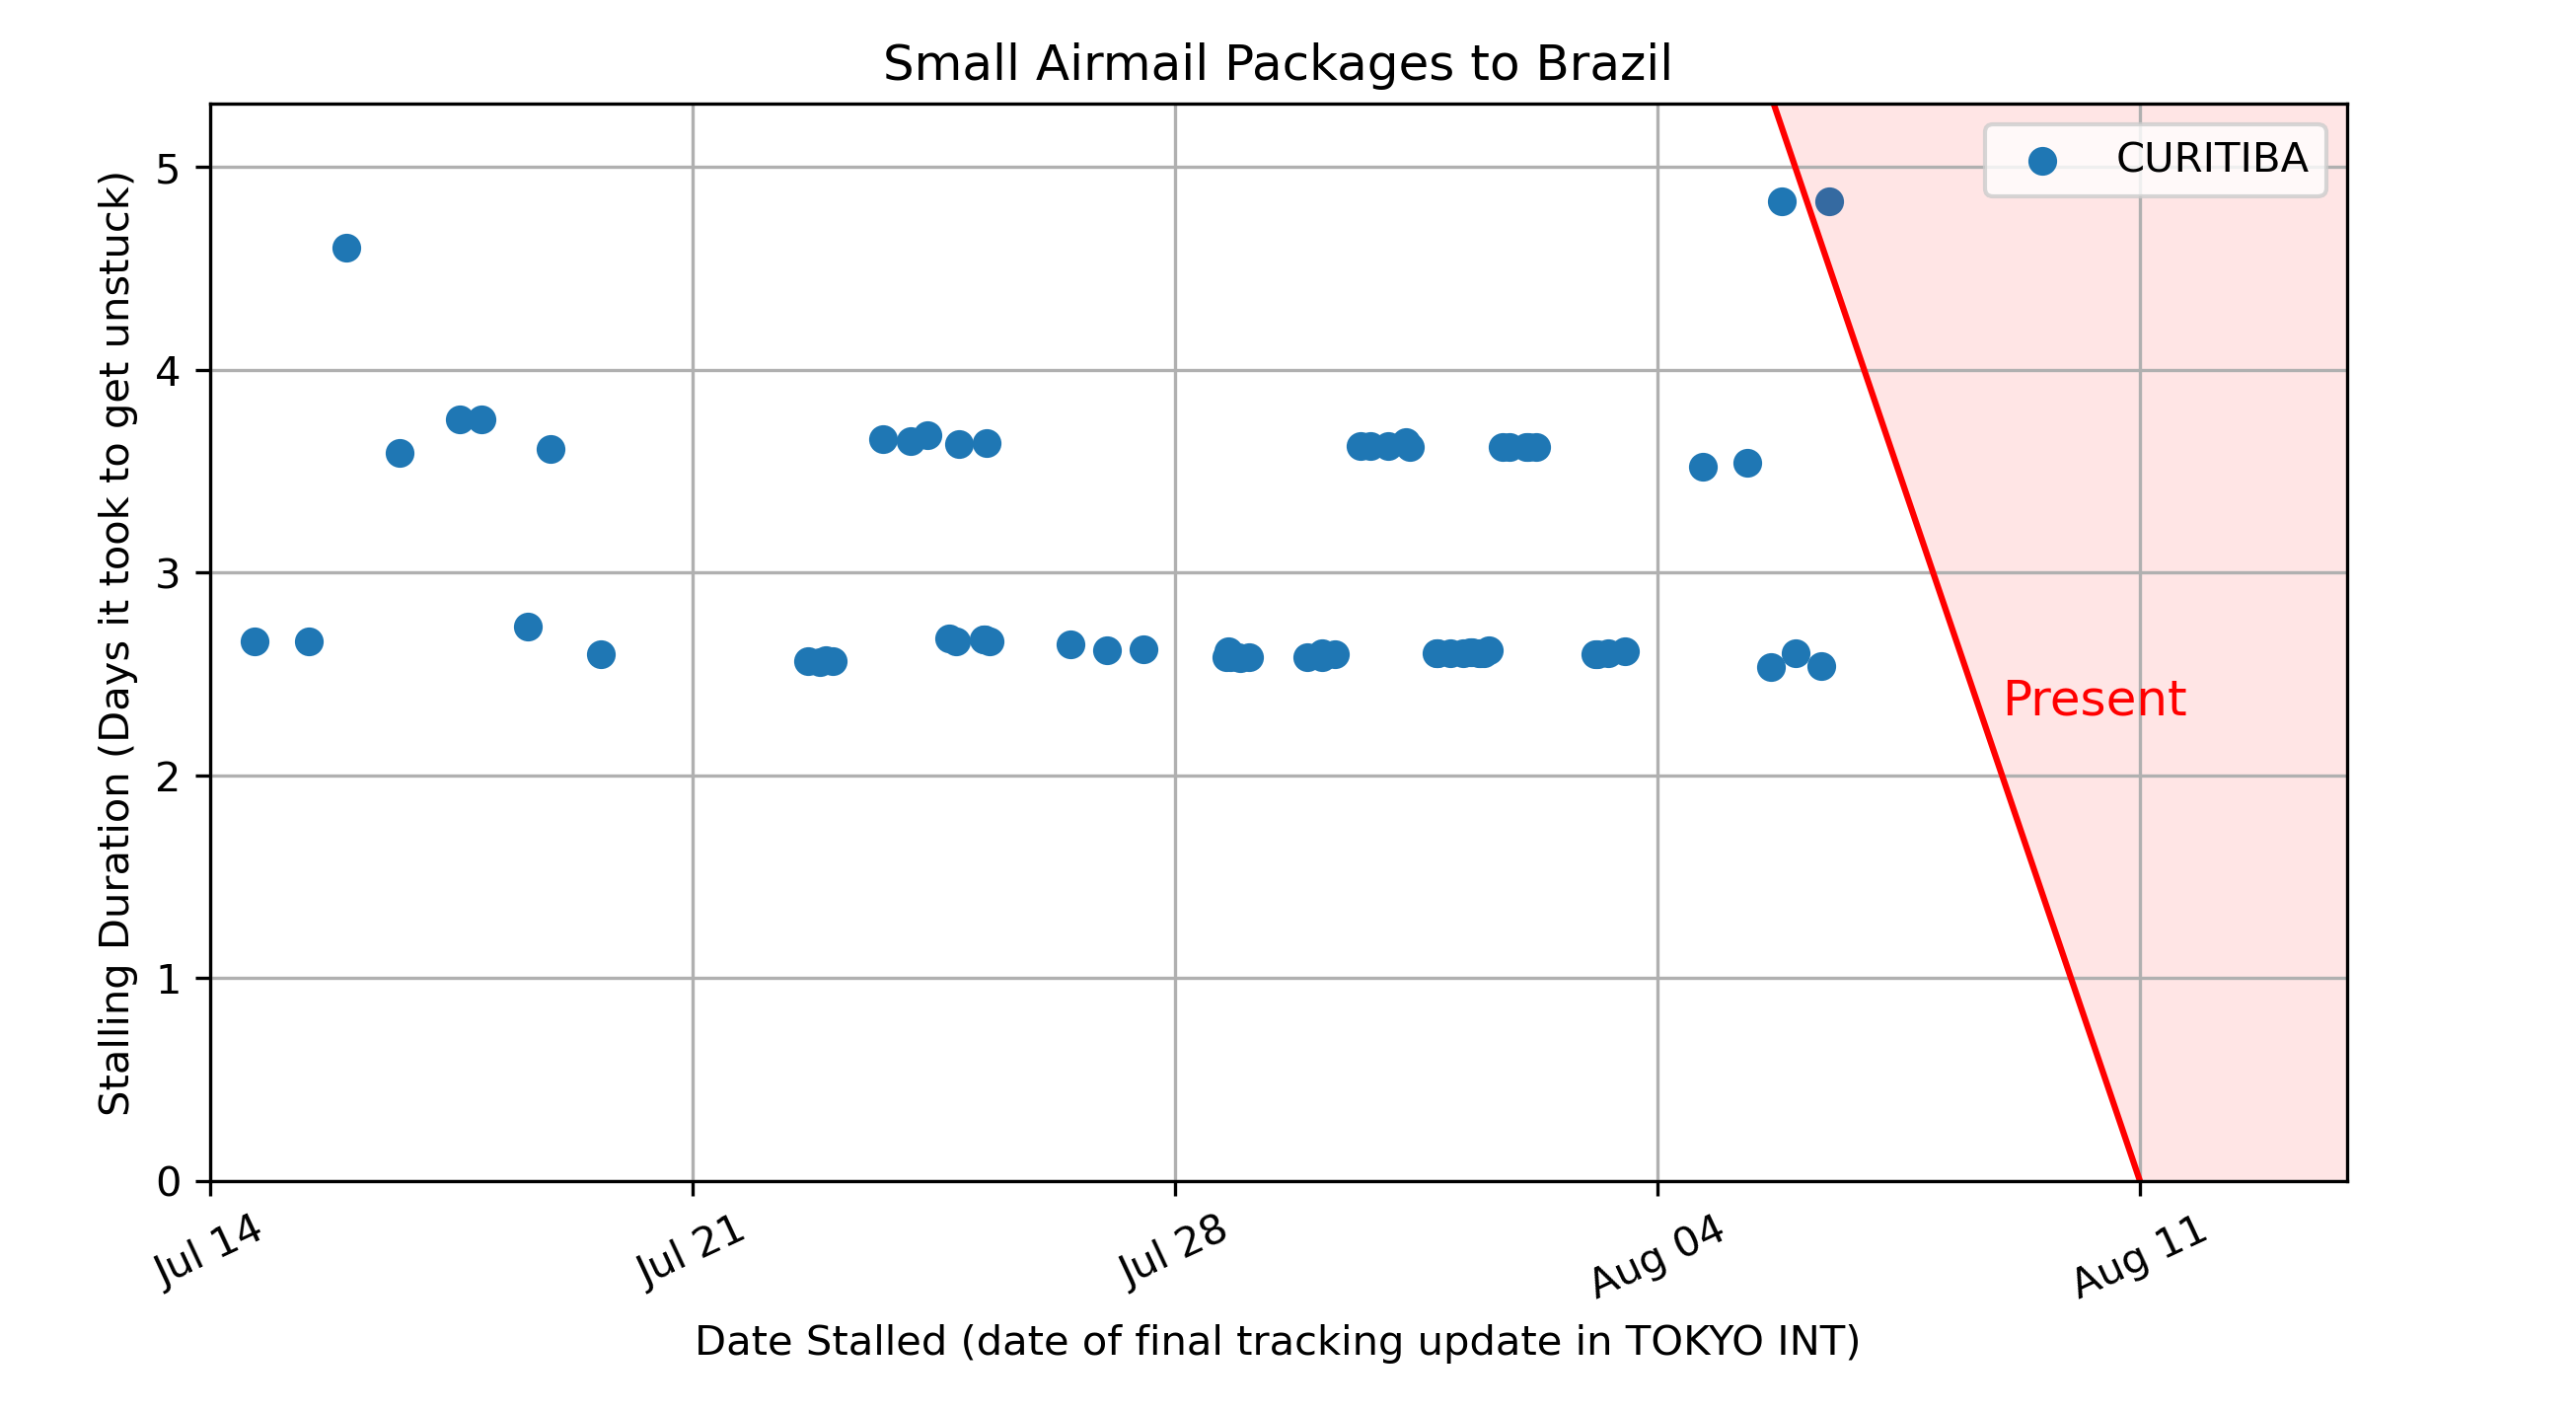 Small Airmail Packages to Brazil
CURITIBA
Stalling Duration (Days it took to get unstuck)
5
4
3
2
1
0
Present
Jul 14
Jul 21
Jul 28
Aug 04
Aug 11
Date Stalled (date of final tracking update in TOKYO INT)